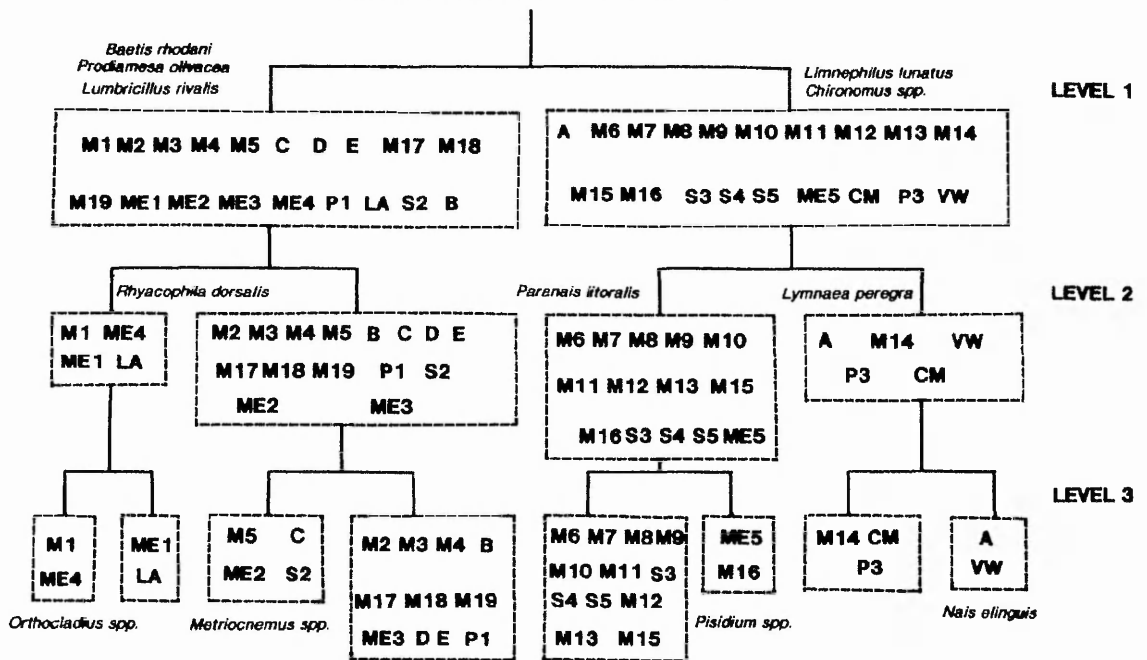 Baetis rhodani
Prodiamesa olivacea
Lumbricillus rivalis
Limnephilus lunatus
Chironomus spp.
LEVEL 1
M1 M2 M3 M4 M5 C D E M17 M18
M19 ME1 ME2 ME3 ME4 P1 LA S2 B
A M6 M7 M8 M9 M10 M11 M12 M13 M14
M15 M16 S3 S4 S5 ME5 CM P3 VW
Rhyacophila dorsalis
Paranais litoralis
Lymnaea peregra
LEVEL 2
M1 ME4
ME1 LA
M2 M3 M4 M5 B C D E
M17 M18 M19 P1 S2
ME2 ME3
M6 M7 M8 M9 M10
M11 M12 M13 M15
M16 S3 S4 S5 ME5
A M14 VW
P3 CM
LEVEL 3
M1
ME4
ME1
LA
M5 C
ME2 S2
M2 M3 M4 B
M17 M18 M19
ME3 D E P1
M6 M7 M8 M9
M10 M11 S3
S4 S5 M12
M13 M15
ME5
M16
M14 CM
P3
A
VW
Orthocladius spp.
Metriocnemus spp.
Pisidium spp.
Nais elinguis